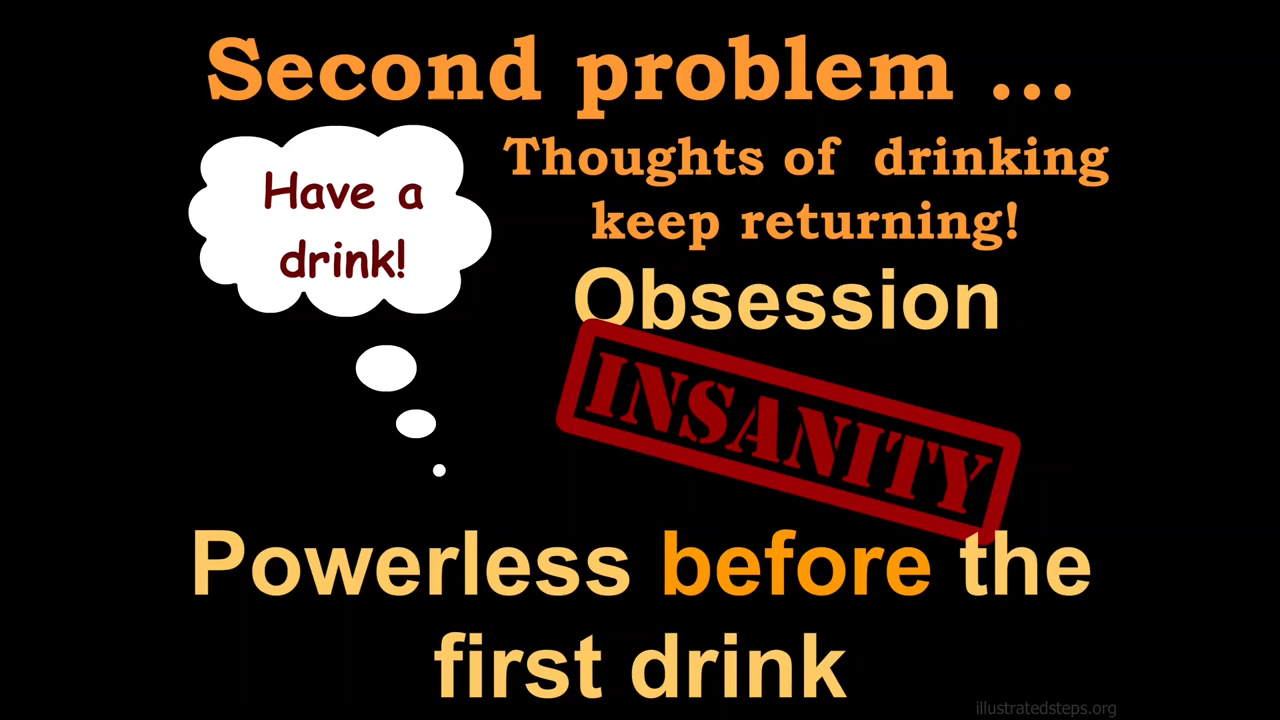 Second problem ...
Have a
drink!
Thoughts of drinking
keep returning!
Obsession
INSANITY
Powerless before the
first drink
illustratedsteps.org